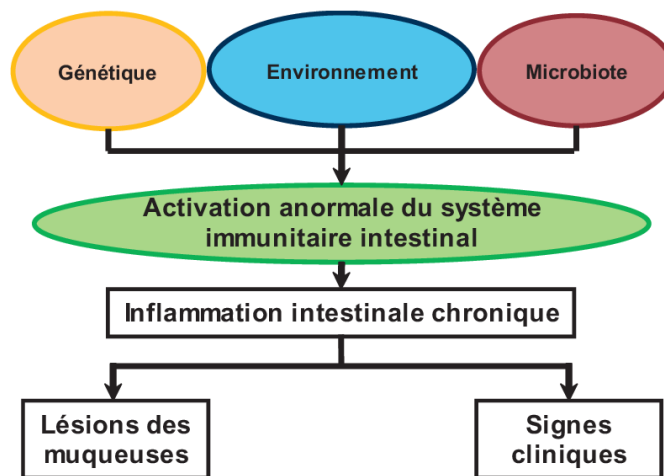 Génétique
Environnement
Microbiote
Activation anormale du système
immunitaire intestinal
Inflammation intestinale chronique
Lésions des
muqueuses
Signes
cliniques